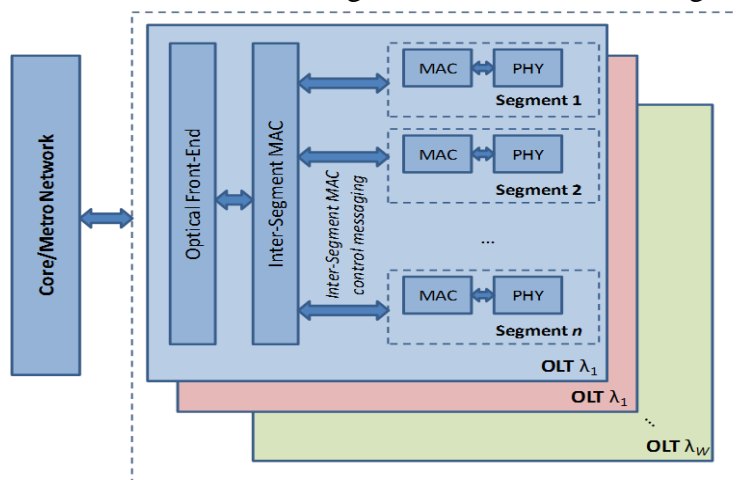 Core/Metro Network
Optical Front-End
Inter-Segment MAC
Inter-Segment MAC
control messaging
MAC
PHY
Segment 1
MAC
PHY
Segment 2
...
MAC
PHY
Segment n
OLT λ1
OLT λ1
...
OLT λW